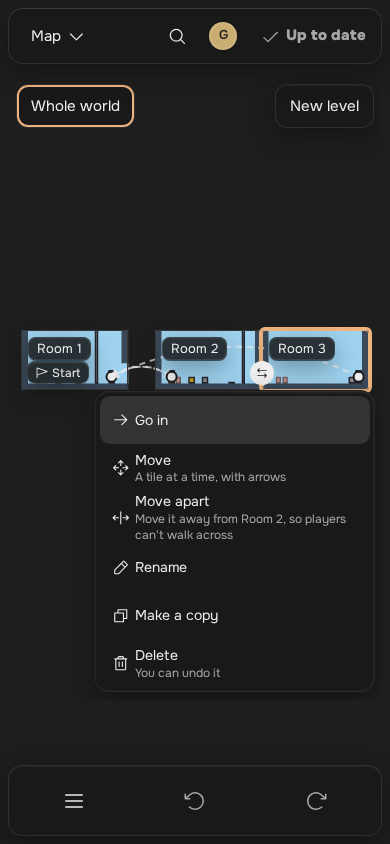 Map
G
Up to date
Whole world
New level
Room 1
Room 2
Room 3
Start
Go in
Move
A tile at a time, with arrows
Move apart
Move it away from Room 2, so players
can't walk across
Rename
Make a copy
Delete
You can undo it